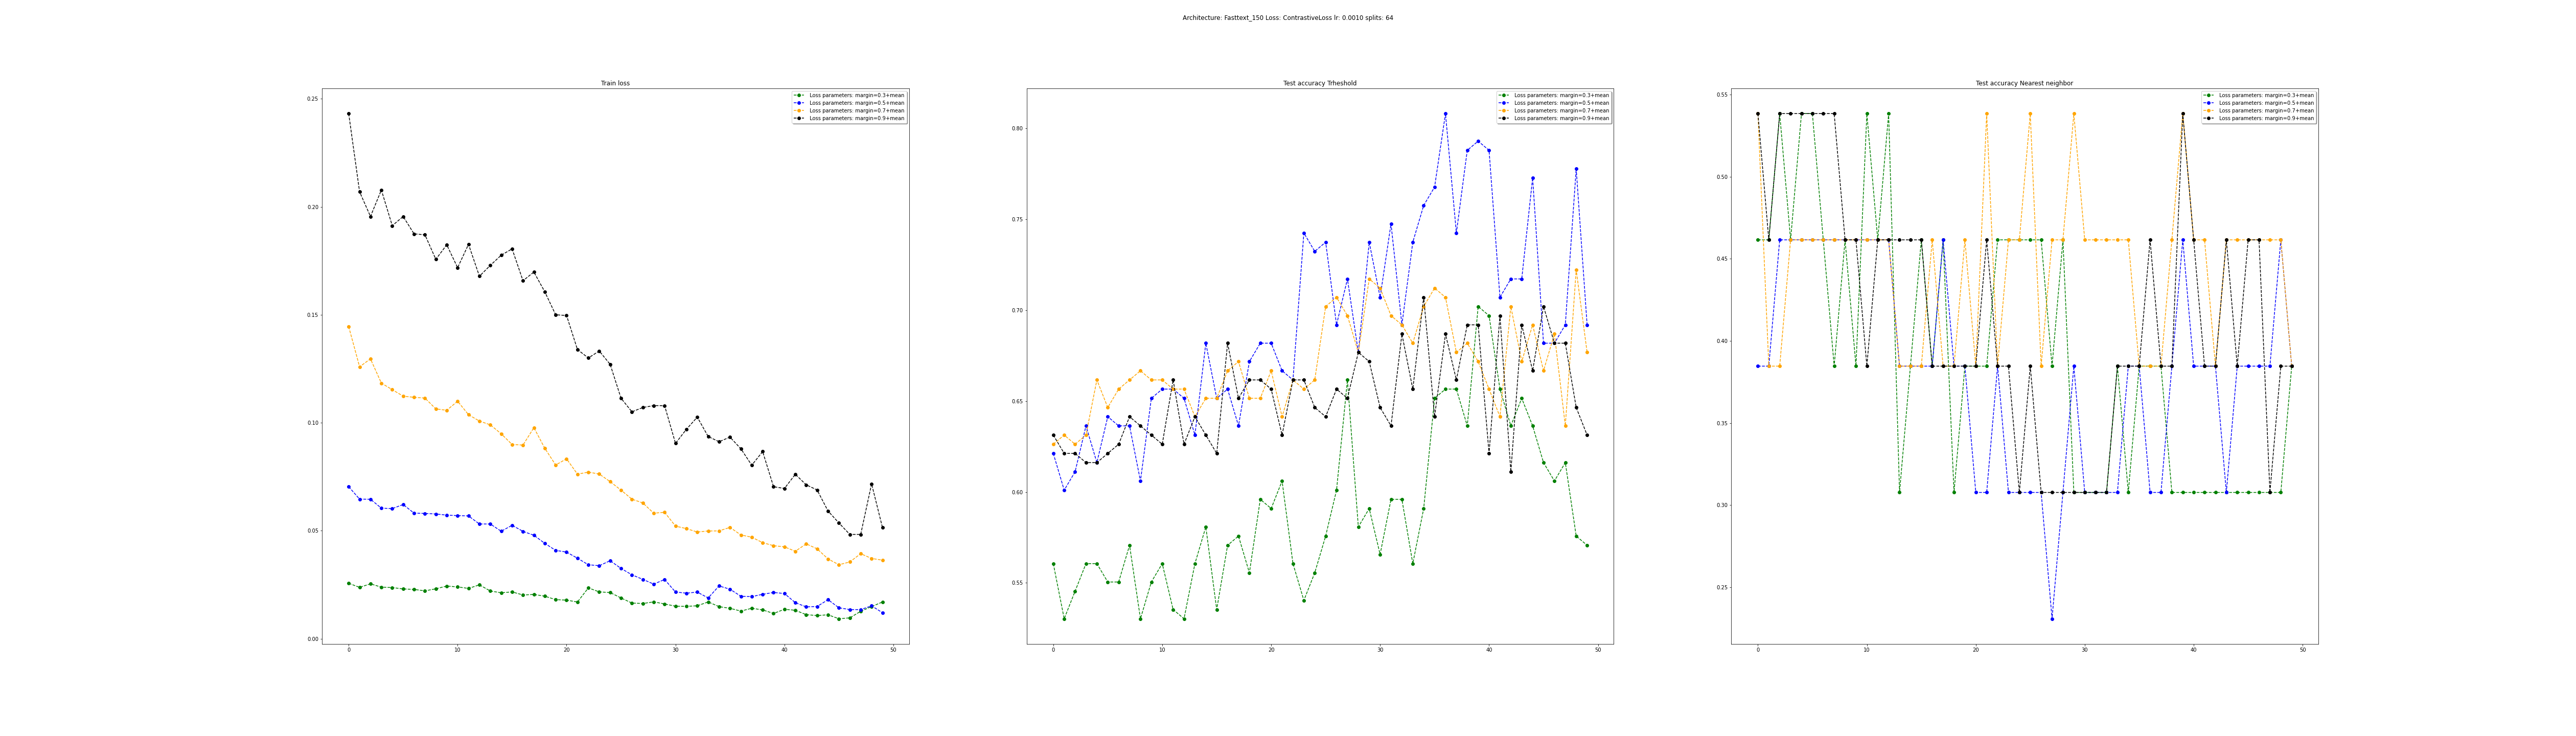 Architecture: Fasttext_150 Loss: ContrastiveLoss lr: 0.0010 splits: 64
Train loss
Loss parameters: margin=0.3+mean
Loss parameters: margin=0.5+mean
Loss parameters: margin=0.7+mean
Loss parameters: margin=0.9+mean
0.25
0.20
0.15
0.10
0.05
0.00
0 10 20 30 40 50
Test accuracy Trheshold
Loss parameters: margin=0.3+mean
Loss parameters: margin=0.5+mean
Loss parameters: margin=0.7+mean
Loss parameters: margin=0.9+mean
0.80
0.75
0.70
0.65
0.60
0.55
0 10 20 30 40 50
Test accuracy Nearest neighbor
Loss parameters: margin=0.3+mean
Loss parameters: margin=0.5+mean
Loss parameters: margin=0.7+mean
Loss parameters: margin=0.9+mean
0.55
0.50
0.45
0.40
0.35
0.30
0.25
0 10 20 30 40 50